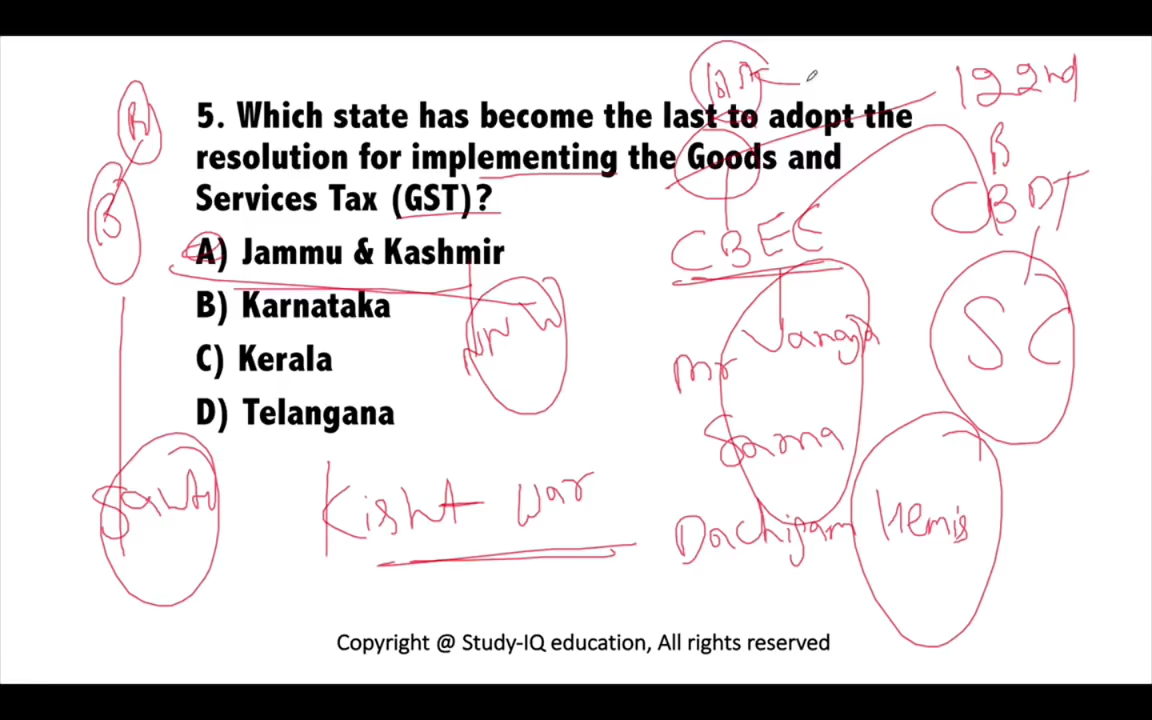 122nd
5. Which state has become the last to adopt the
resolution for implementing the Goods and
Services Tax (GST)?
B
CBDT
CBEC
A) Jammu & Kashmir
B) Karnataka
C) Kerala
D) Telangana
B
SC
Mr
Sarna
Kisht war
Dachigam
Hemis
Copyright @ Study-IQ education, All rights reserved